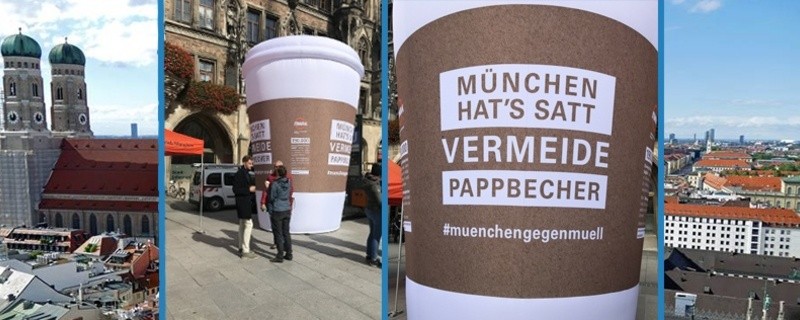 MÜNCHEN
HAT'S SATT
VERMEIDE
PAPPBECHER
#muenchengegenmuell